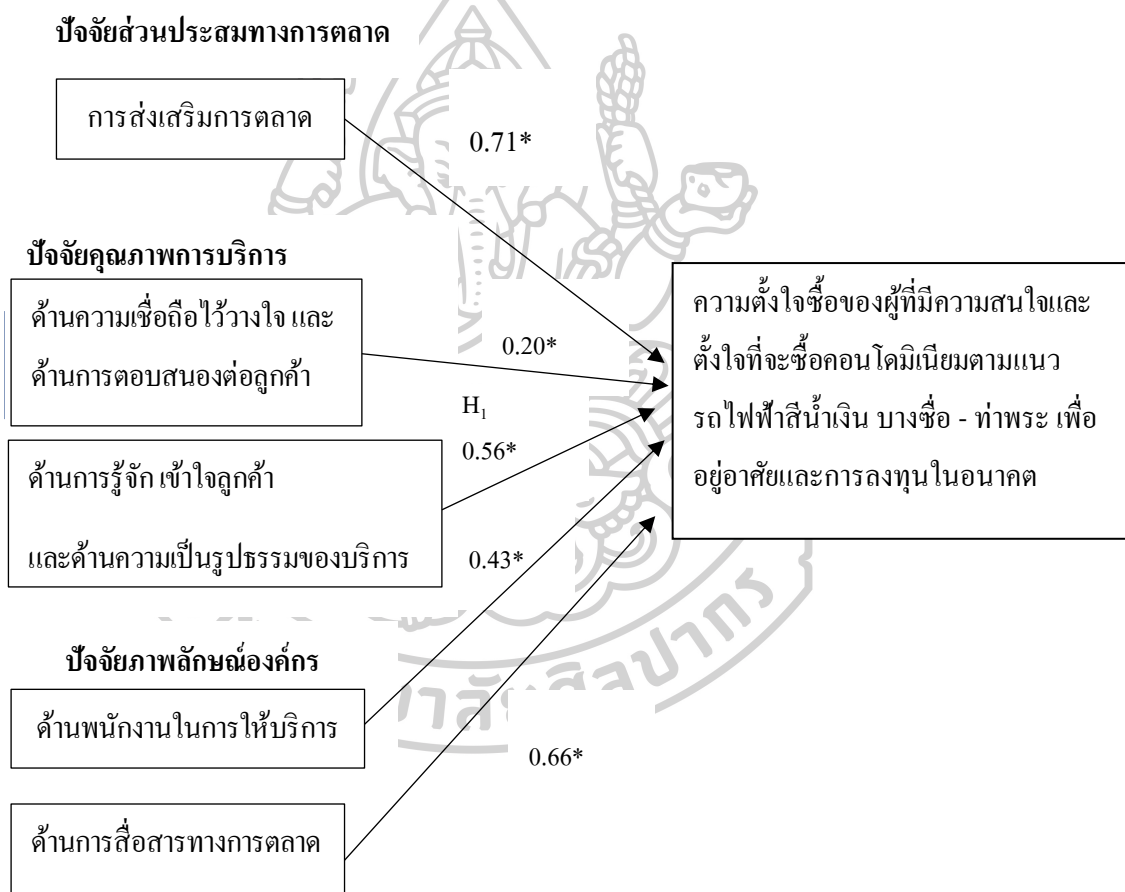 ปัจจัยส่วนประสมทางการตลาด
การส่งเสริมการตลาด
0.71*
ปัจจัยคุณภาพการบริการ
ด้านความเชื่อถือไว้วางใจ และ
ด้านการตอบสนองต่อลูกค้า
0.20*
H₁
0.56*
ด้านการรู้จัก เข้าใจลูกค้า
และด้านความเป็นรูปธรรมของบริการ
0.43*
ความตั้งใจซื้อของผู้ที่มีความสนใจและ
ตั้งใจที่จะซื้อคอนโดมิเนียมตามแนว
รถไฟฟ้าสีน้ำเงิน บางซื่อ - ท่าพระ เพื่อ
อยู่อาศัยและการลงทุนในอนาคต
ปัจจัยภาพลักษณ์องค์กร
ด้านพนักงานในการให้บริการ
0.66*
ด้านการสื่อสารทางการตลาด
ศิลปากร